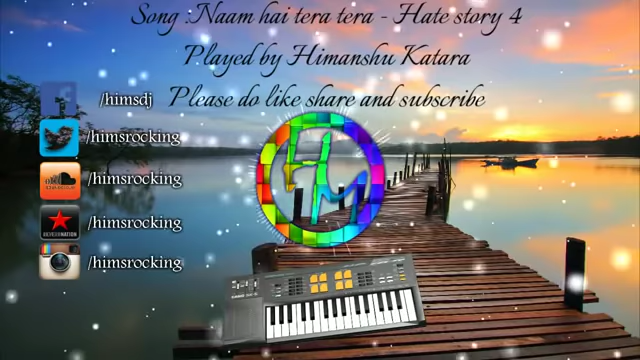 Song :Naam hai tera tera - Hate story 4
Played by Himanshu Katara
Please do like share and subscribe
/himsdj
/himsrocking
/himsrocking
/himsrocking
/himsrocking